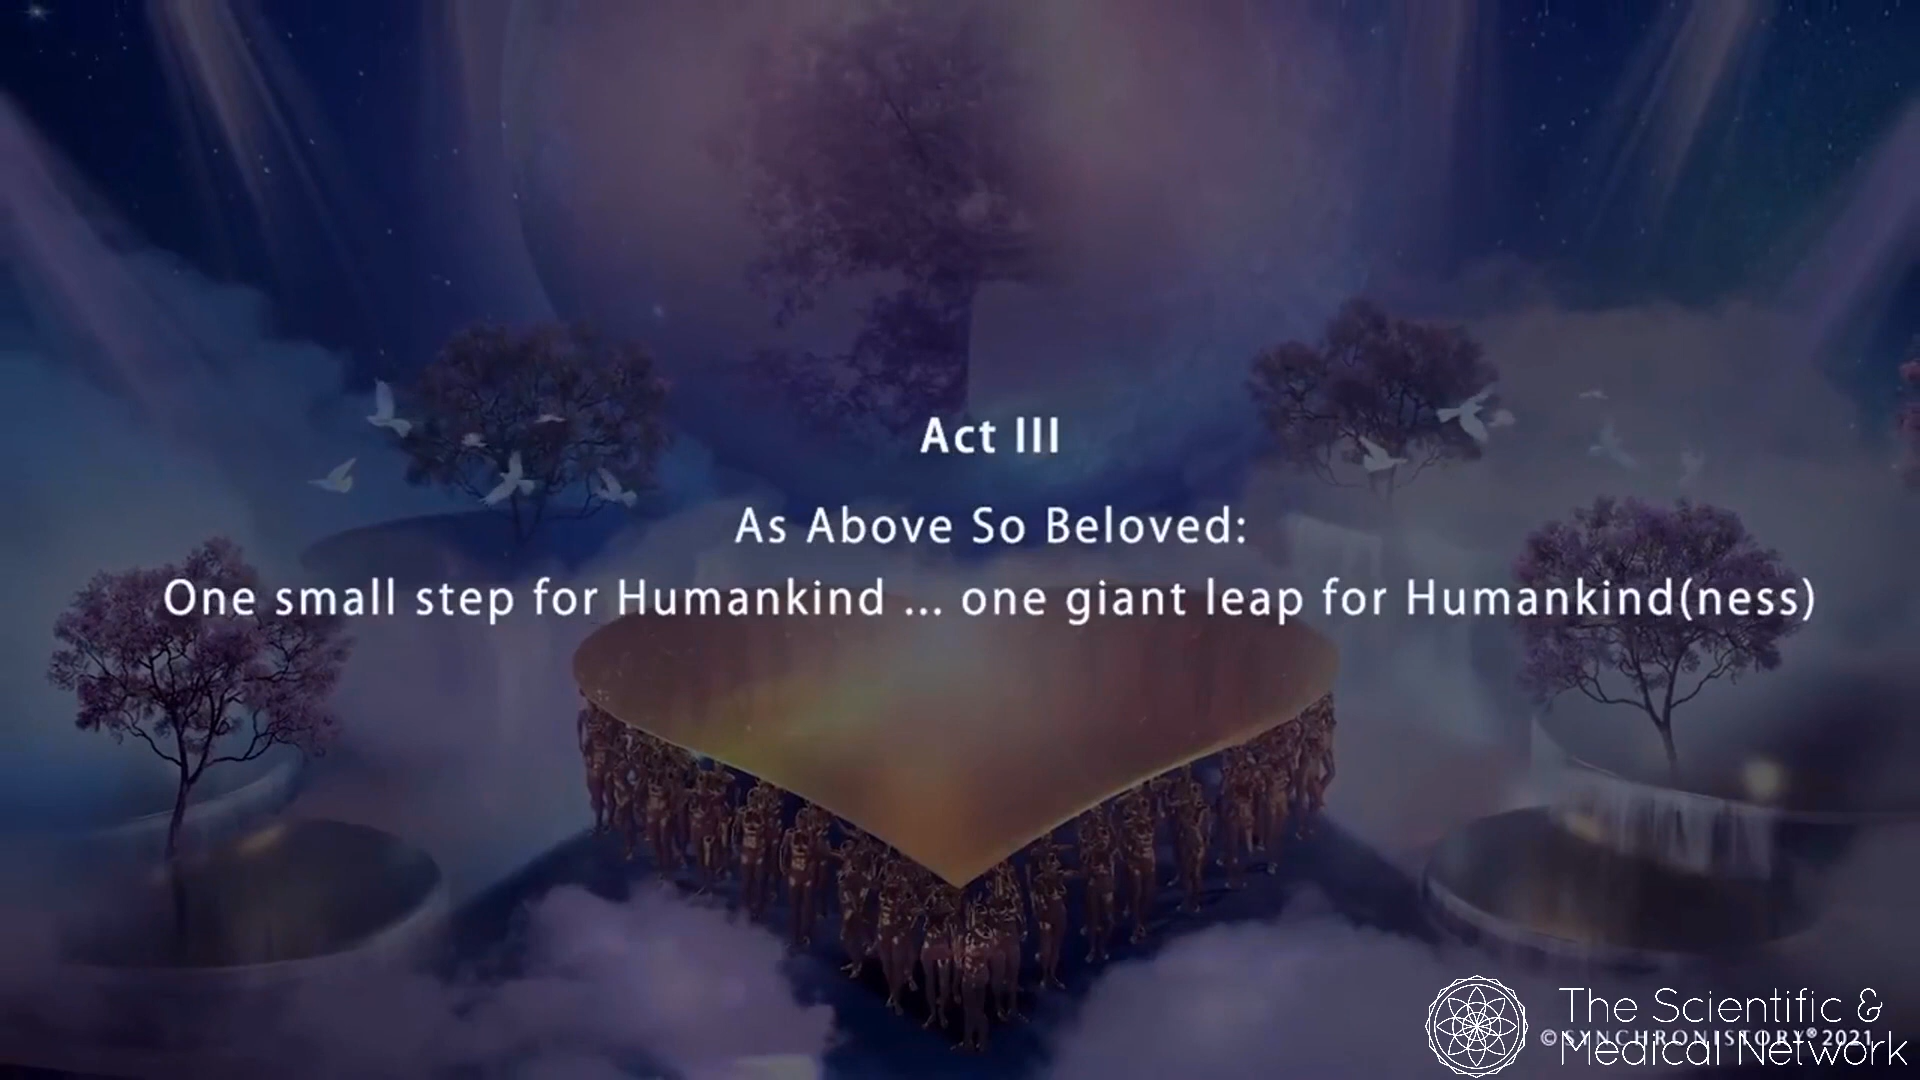 Act III
As Above So Beloved:
One small step for Humankind ... one giant leap for Humankind(ness)
The Scientific &
©SYNCHRONISTORY® 2021
Medical Network